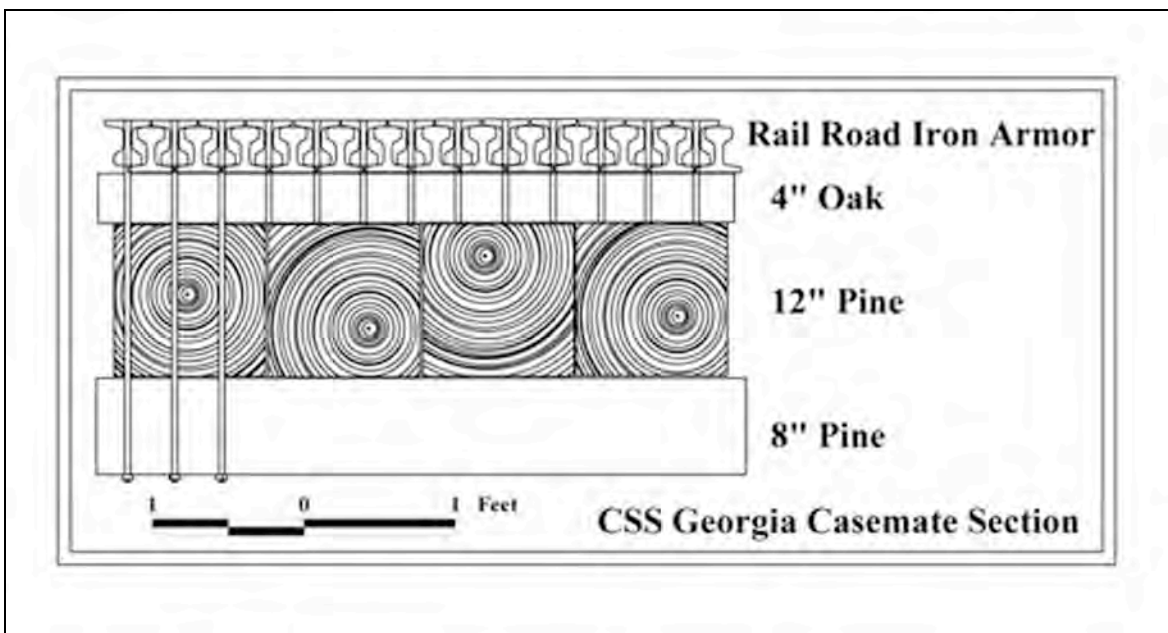 Rail Road Iron Armor
4" Oak
12" Pine
8" Pine
1 0 1 Feet
CSS Georgia Casemate Section